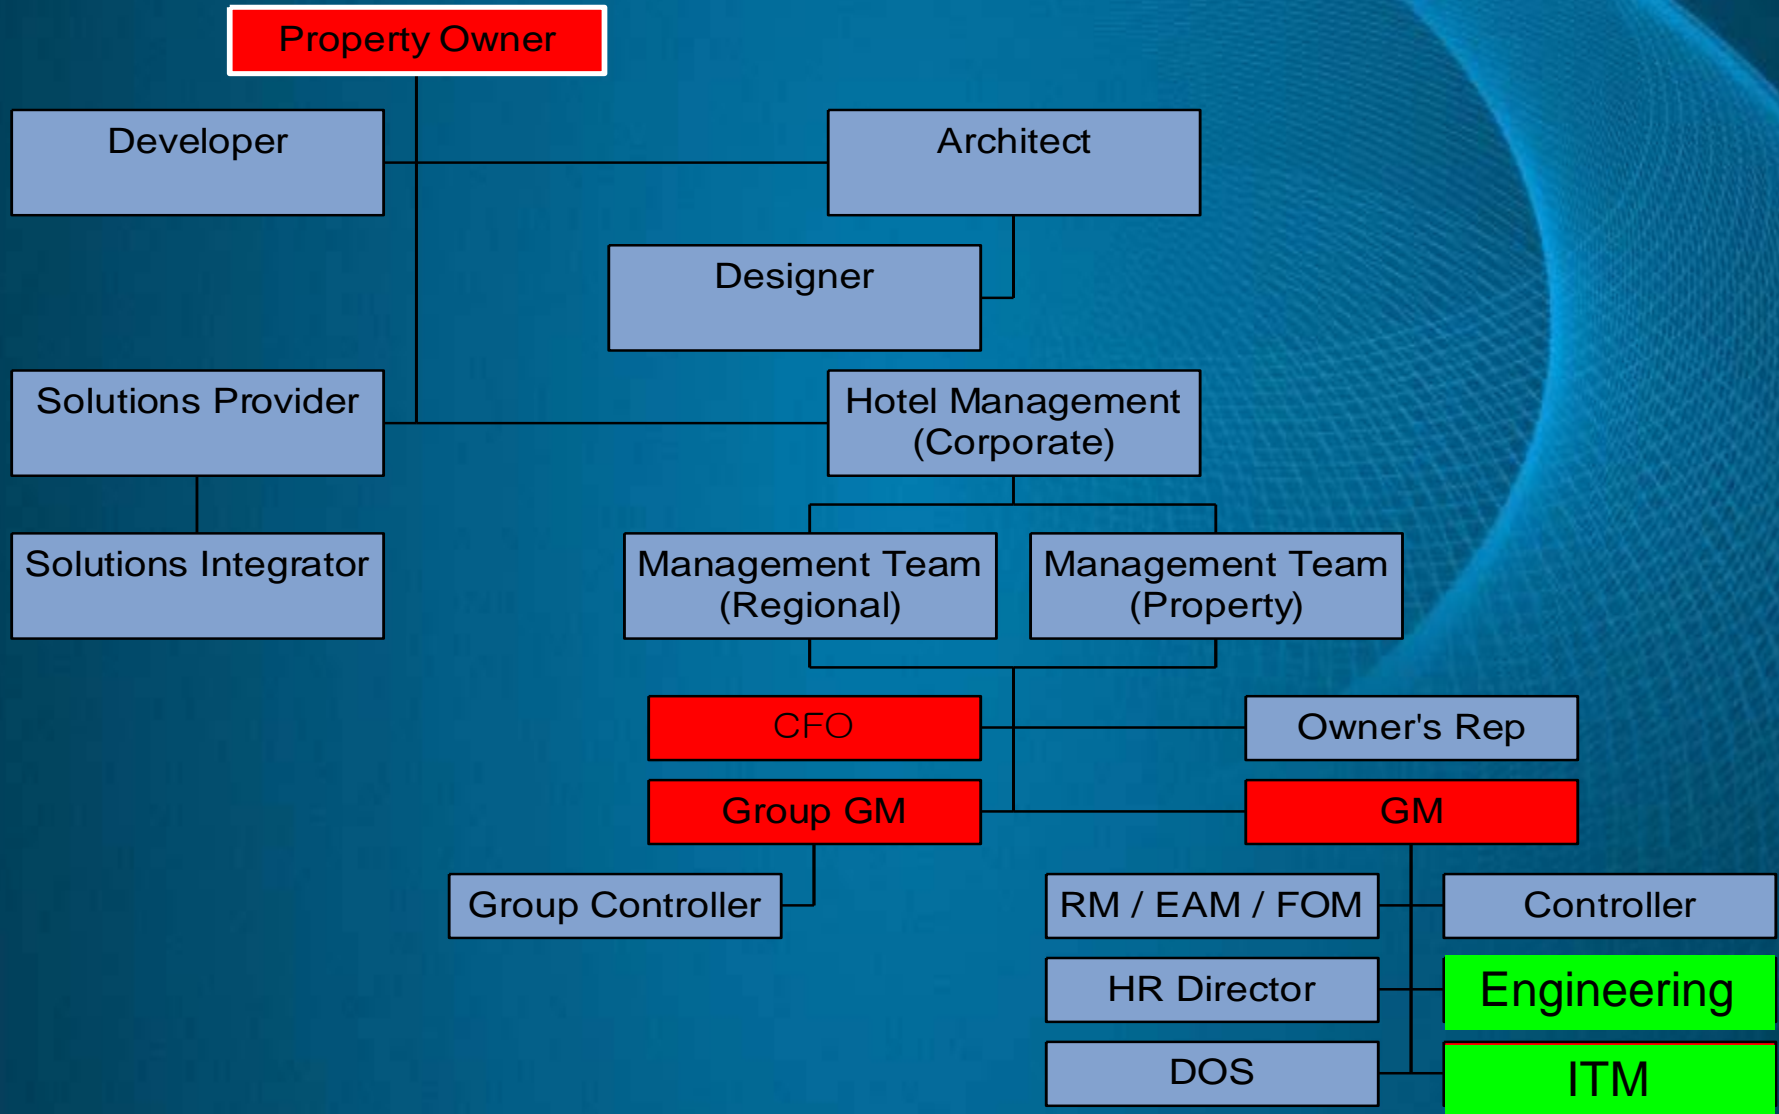 Property Owner
Developer
Architect
Designer
Solutions Provider
Hotel Management
(Corporate)
Solutions Integrator
Management Team
(Regional)
Management Team
(Property)
CFO
Owner's Rep
Group GM
GM
Group Controller
RM / EAM / FOM
Controller
HR Director
Engineering
DOS
ITM